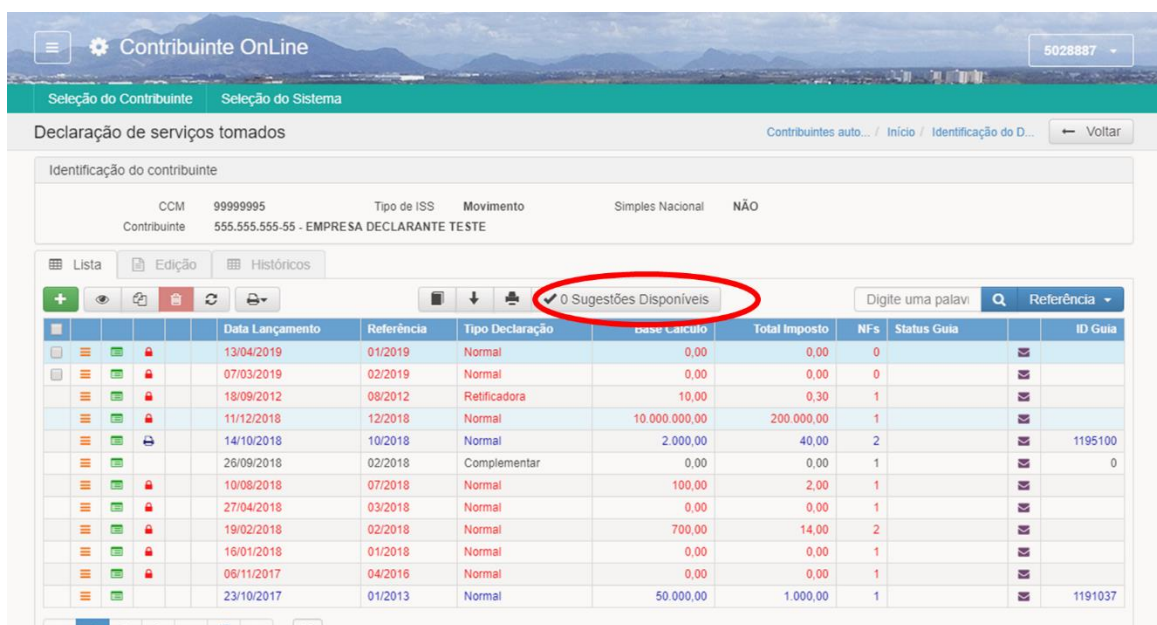 Contribuinte OnLine
5028887
Seleção do Contribuinte Seleção do Sistema
Declaração de serviços tomados Contribuintes auto... / Início / Identificação do D... ← Voltar
Identificação do contribuinte
CCM 99999995 Tipo de ISS Movimento Simples Nacional NÃO
Contribuinte 555.555.555-55 - EMPRESA DECLARANTE TESTE
Lista Edição Históricos
0 Sugestões Disponíveis Digite uma palavi Referência
Data Lançamento Referência Tipo Declaração Base Cálculo Total Imposto NFs Status Guia ID Guia
13/04/2019 01/2019 Normal 0,00 0,00 0
07/03/2019 02/2019 Normal 0,00 0,00 0
18/09/2012 08/2012 Retificadora 10,00 0,30 1
11/12/2018 12/2018 Normal 10.000.000,00 200.000,00 1
14/10/2018 10/2018 Normal 2.000,00 40,00 2 1195100
26/09/2018 02/2018 Complementar 0,00 0,00 1 0
10/08/2018 07/2018 Normal 100,00 2,00 1
27/04/2018 03/2018 Normal 0,00 0,00 1
19/02/2018 02/2018 Normal 700,00 14,00 2
16/01/2018 01/2018 Normal 0,00 0,00 1
06/11/2017 04/2016 Normal 0,00 0,00 1
23/10/2017 01/2013 Normal 50.000,00 1.000,00 1 1191037